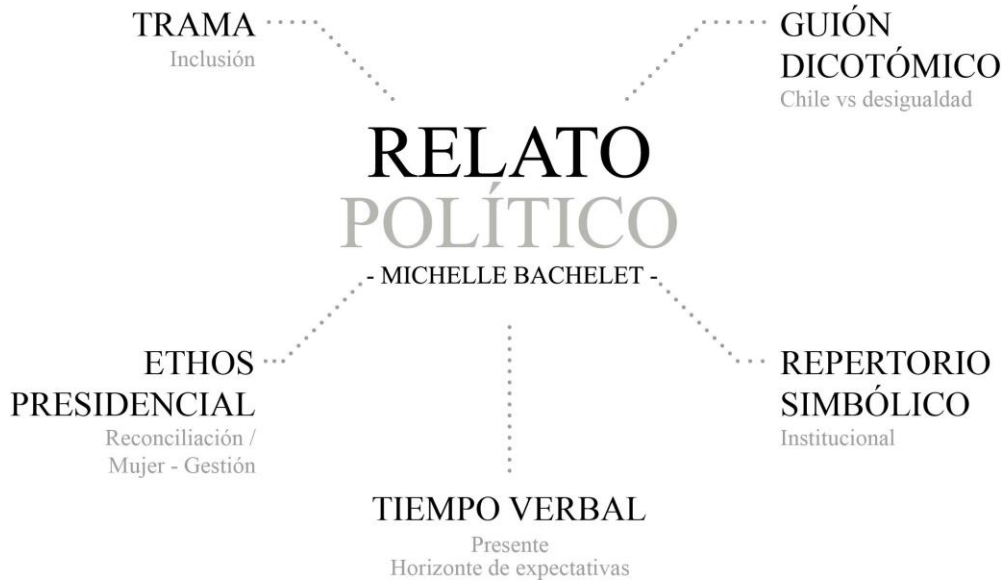 TRAMA
Inclusión
GUIÓN
DICOTÓMICO
Chile vs desigualdad
RELATO
POLÍTICO
- MICHELLE BACHELET -
ETHOS
PRESIDENCIAL
Reconciliación /
Mujer - Gestión
REPERTORIO
SIMBÓLICO
Institucional
TIEMPO VERBAL
Presente
Horizonte de expectativas